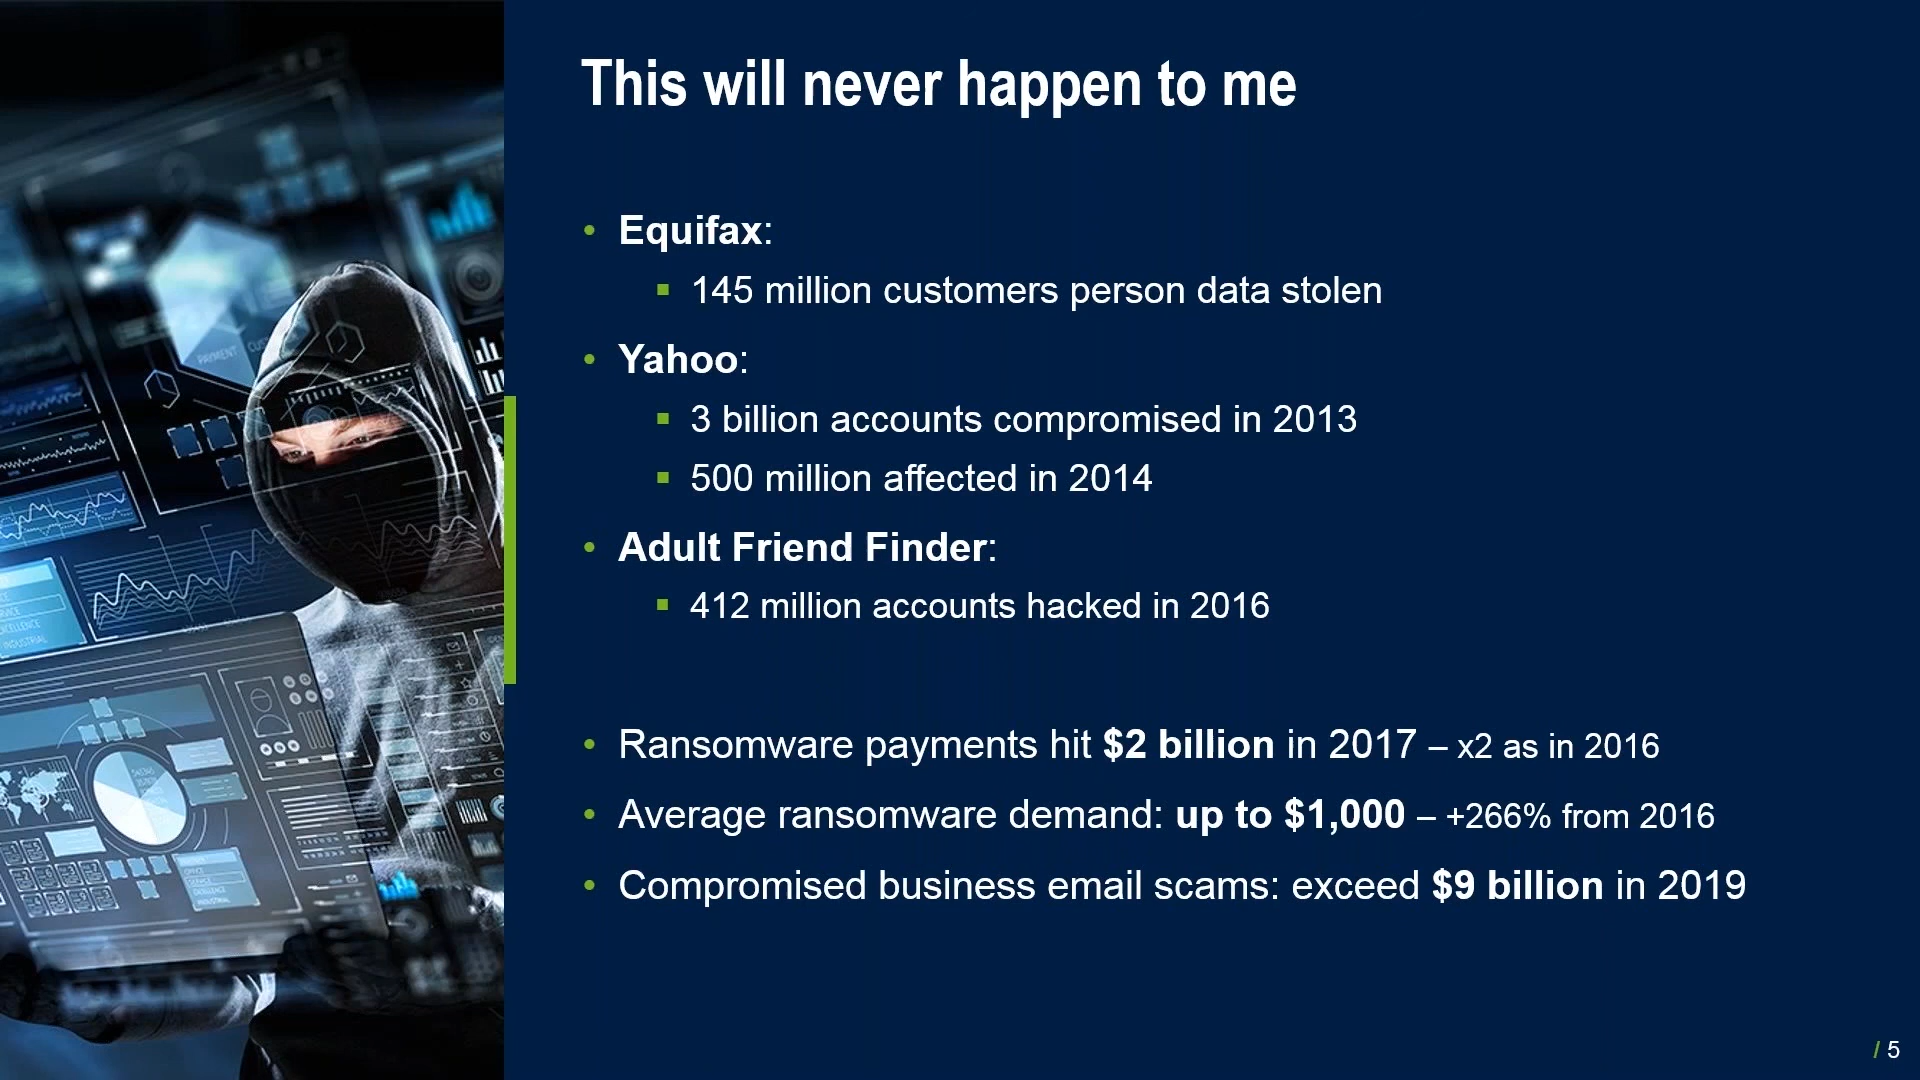 This will never happen to me
• Equifax:
▪ 145 million customers person data stolen
• Yahoo:
▪ 3 billion accounts compromised in 2013
▪ 500 million affected in 2014
• Adult Friend Finder:
▪ 412 million accounts hacked in 2016
• Ransomware payments hit $2 billion in 2017 – x2 as in 2016
• Average ransomware demand: up to $1,000 – +266% from 2016
• Compromised business email scams: exceed $9 billion in 2019
/ 5
PAYMENT